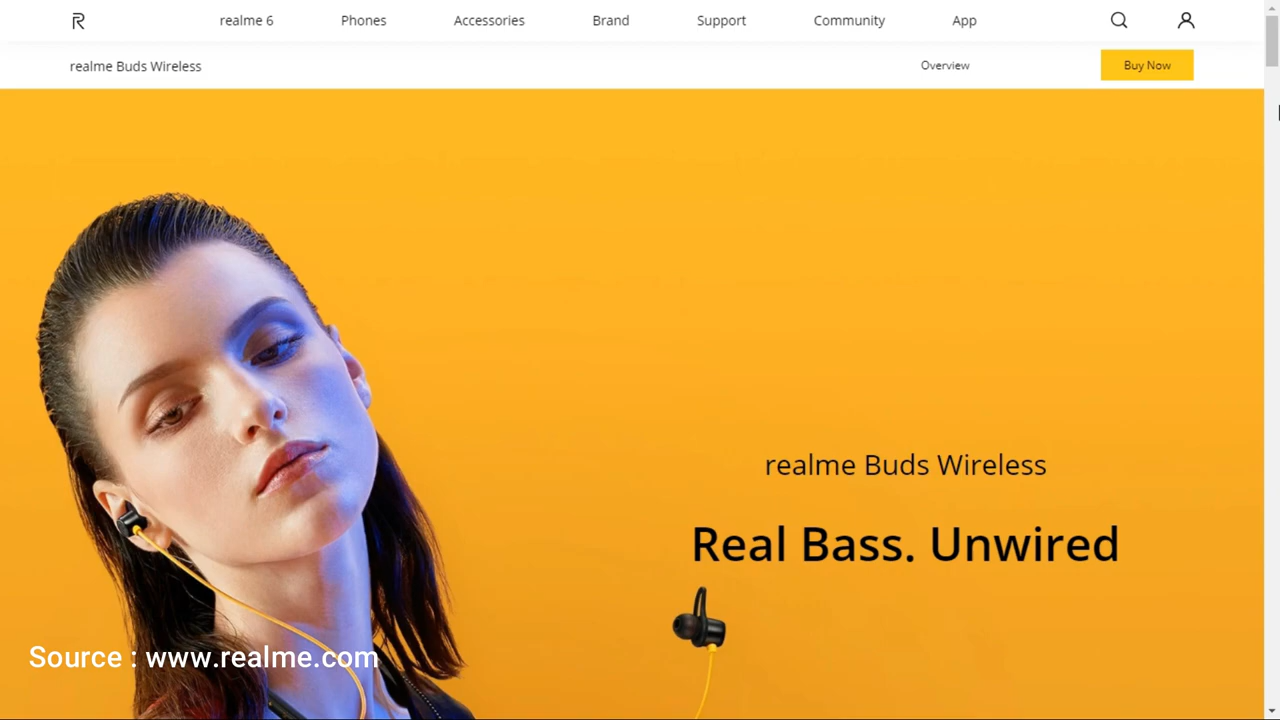 realme 6 Phones Accessories Brand Support Community App
realme Buds Wireless Overview Buy Now
realme Buds Wireless
Real Bass. Unwired
Source : www.realme.com